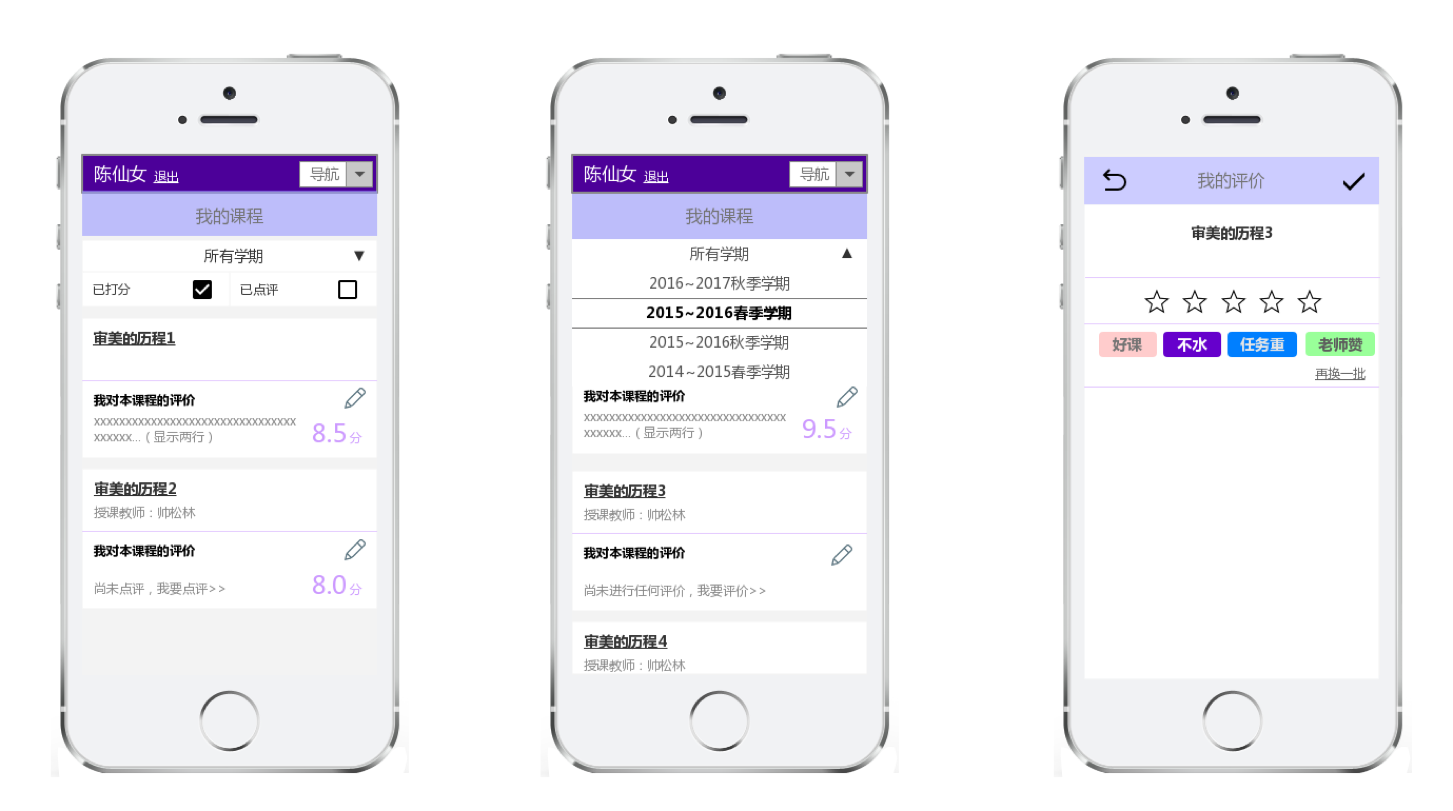 陈仙女 退出 导航
我的课程
所有学期 ▼
已打分 已点评
审美的历程1
我对本课程的评价
xxxxxxxxxxxxxxxxxxxxxxxxxxxxxxxx
xxxxxx...（显示两行）
8.5分
审美的历程2
授课教师：帅松林
我对本课程的评价
尚未点评，我要点评>>
8.0分
陈仙女 退出 导航
我的课程
所有学期 ▲
2016~2017秋季学期
2015~2016春季学期
2015~2016秋季学期
2014~2015春季学期
我对本课程的评价
xxxxxxxxxxxxxxxxxxxxxxxxxxxxxxxx
xxxxxx...（显示两行）
9.5分
审美的历程3
授课教师：帅松林
我对本课程的评价
尚未进行任何评价，我要评价>>
审美的历程4
授课教师：帅松林
我的评价
审美的历程3
好课 不水 任务重 老师赞
再换一批